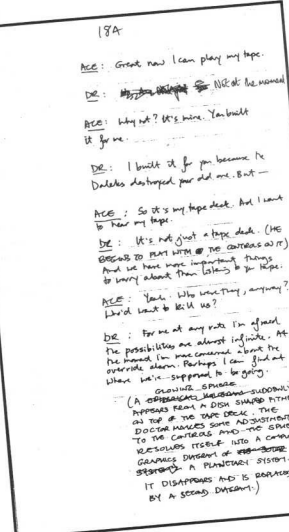 18A
ACE: Great now I can play my tape.
DR: Not at the moment
ACE: Why not? It's mine. You built
it for me.
DR: I built it for you because the
Daleks destroyed your old one. But —
ACE: So it's my tape deck. And I want
to hear my tape.
DR: It's not just a tape deck. (HE
BEGINS TO PLAY WITH THE CONTROLS ON IT)
And we have more important things
to worry about than listening to your tape.
ACE: Yeah. Who were they, anyway?
Who'd want to kill us?
DR: For me at any rate I'm afraid
the possibilities are almost infinite. At
the moment I'm more concerned about the
override alarm. Perhaps I can find out
where we're supposed to be going.
GLOWING SPHERE
(A SUDDENLY
APPEARS FROM A DISH SHAPED
ON TOP OF THE TAPE DECK. THE
DOCTOR MAKES SOME ADJUSTMENT
TO THE CONTROLS AND THE SPHERE
RESOLVES ITSELF INTO A
GRAPHICS DIAGRAM OF
A PLANETARY SYSTEM.
IT DISAPPEARS AND IS REPLACED
BY A SECOND DIAGRAM.)